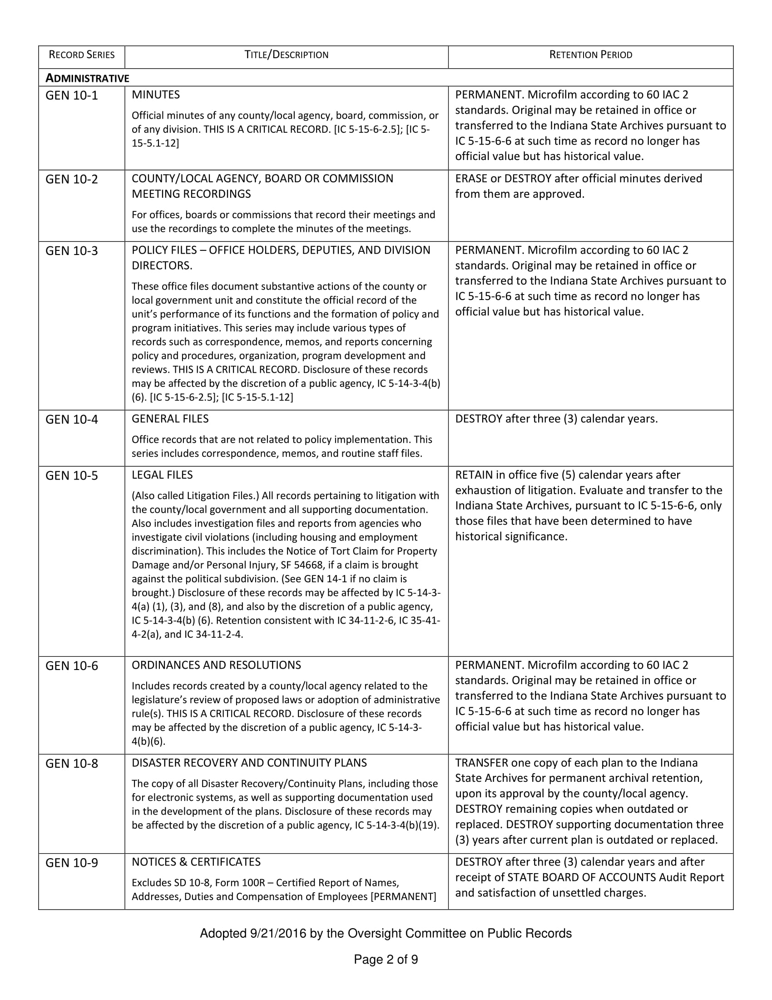 RECORD SERIES
TITLE/DESCRIPTION
RETENTION PERIOD
ADMINISTRATIVE
GEN 10-1
MINUTES
Official minutes of any county/local agency, board, commission, or
of any division. THIS IS A CRITICAL RECORD. [IC 5-15-6-2.5]; [IC 5-
15-5.1-12]
PERMANENT. Microfilm according to 60 IAC 2
standards. Original may be retained in office or
transferred to the Indiana State Archives pursuant to
IC 5-15-6-6 at such time as record no longer has
official value but has historical value.
GEN 10-2
COUNTY/LOCAL AGENCY, BOARD OR COMMISSION
MEETING RECORDINGS
For offices, boards or commissions that record their meetings and
use the recordings to complete the minutes of the meetings.
ERASE or DESTROY after official minutes derived
from them are approved.
GEN 10-3
POLICY FILES – OFFICE HOLDERS, DEPUTIES, AND DIVISION
DIRECTORS.
These office files document substantive actions of the county or
local government unit and constitute the official record of the
unit’s performance of its functions and the formation of policy and
program initiatives. This series may include various types of
records such as correspondence, memos, and reports concerning
policy and procedures, organization, program development and
reviews. THIS IS A CRITICAL RECORD. Disclosure of these records
may be affected by the discretion of a public agency, IC 5-14-3-4(b)
(6). [IC 5-15-6-2.5]; [IC 5-15-5.1-12]
PERMANENT. Microfilm according to 60 IAC 2
standards. Original may be retained in office or
transferred to the Indiana State Archives pursuant to
IC 5-15-6-6 at such time as record no longer has
official value but has historical value.
GEN 10-4
GENERAL FILES
Office records that are not related to policy implementation. This
series includes correspondence, memos, and routine staff files.
DESTROY after three (3) calendar years.
GEN 10-5
LEGAL FILES
(Also called Litigation Files.) All records pertaining to litigation with
the county/local government and all supporting documentation.
Also includes investigation files and reports from agencies who
investigate civil violations (including housing and employment
discrimination). This includes the Notice of Tort Claim for Property
Damage and/or Personal Injury, SF 54668, if a claim is brought
against the political subdivision. (See GEN 14-1 if no claim is
brought.) Disclosure of these records may be affected by IC 5-14-3-
4(a) (1), (3), and (8), and also by the discretion of a public agency,
IC 5-14-3-4(b) (6). Retention consistent with IC 34-11-2-6, IC 35-41-
4-2(a), and IC 34-11-2-4.
RETAIN in office five (5) calendar years after
exhaustion of litigation. Evaluate and transfer to the
Indiana State Archives, pursuant to IC 5-15-6-6, only
those files that have been determined to have
historical significance.
GEN 10-6
ORDINANCES AND RESOLUTIONS
Includes records created by a county/local agency related to the
legislature’s review of proposed laws or adoption of administrative
rule(s). THIS IS A CRITICAL RECORD. Disclosure of these records
may be affected by the discretion of a public agency, IC 5-14-3-
4(b)(6).
PERMANENT. Microfilm according to 60 IAC 2
standards. Original may be retained in office or
transferred to the Indiana State Archives pursuant to
IC 5-15-6-6 at such time as record no longer has
official value but has historical value.
GEN 10-8
DISASTER RECOVERY AND CONTINUITY PLANS
The copy of all Disaster Recovery/Continuity Plans, including those
for electronic systems, as well as supporting documentation used
in the development of the plans. Disclosure of these records may
be affected by the discretion of a public agency, IC 5-14-3-4(b)(19).
TRANSFER one copy of each plan to the Indiana
State Archives for permanent archival retention,
upon its approval by the county/local agency.
DESTROY remaining copies when outdated or
replaced. DESTROY supporting documentation three
(3) years after current plan is outdated or replaced.
GEN 10-9
NOTICES & CERTIFICATES
Excludes SD 10-8, Form 100R – Certified Report of Names,
Addresses, Duties and Compensation of Employees [PERMANENT]
DESTROY after three (3) calendar years and after
receipt of STATE BOARD OF ACCOUNTS Audit Report
and satisfaction of unsettled charges.
Adopted 9/21/2016 by the Oversight Committee on Public Records
Page 2 of 9